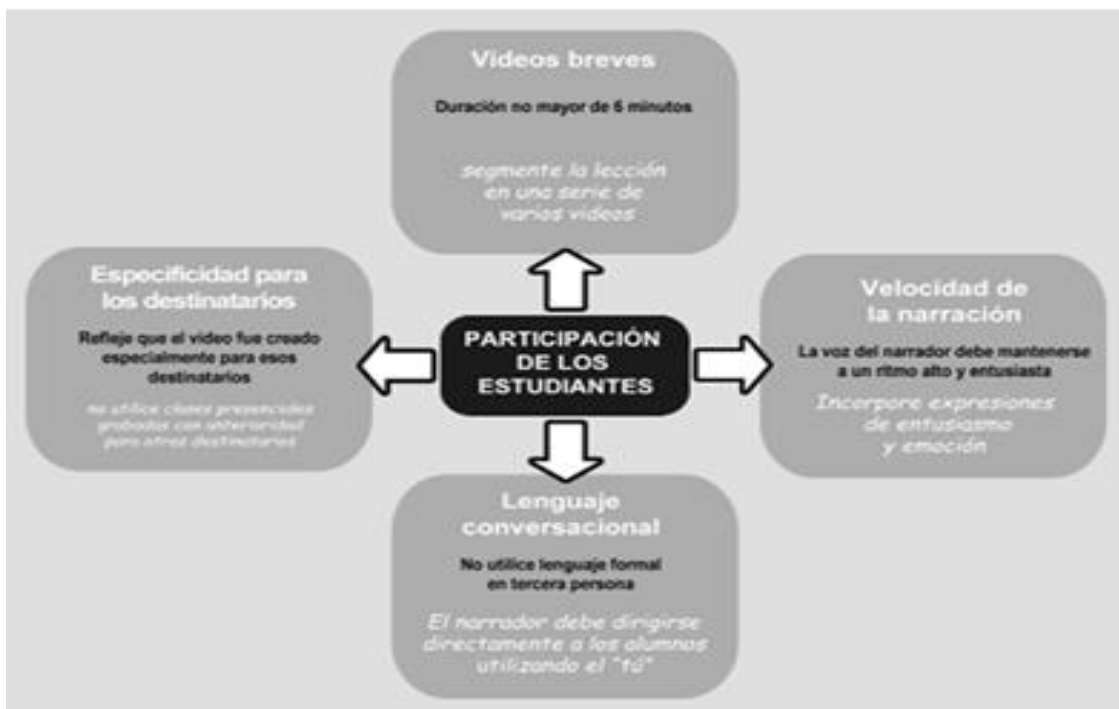 Vídeos breves
Duración no mayor de 6 minutos
segmente la lección
en una serie de
varios vídeos
Especificidad para
los destinatarios
Refleje que el video fue creado
especialmente para esos
destinatarios
no utilice clases presenciales
grabadas con anterioridad
para otros destinatarios
PARTICIPACIÓN
DE LOS
ESTUDIANTES
Velocidad de
la narración
La voz del narrador debe mantenerse
a un ritmo alto y entusiasta
Incorpore expresiones
de entusiasmo
y emoción
Lenguaje
conversacional
No utilice lenguaje formal
en tercera persona
El narrador debe dirigirse
directamente a los alumnos
utilizando el "tú"